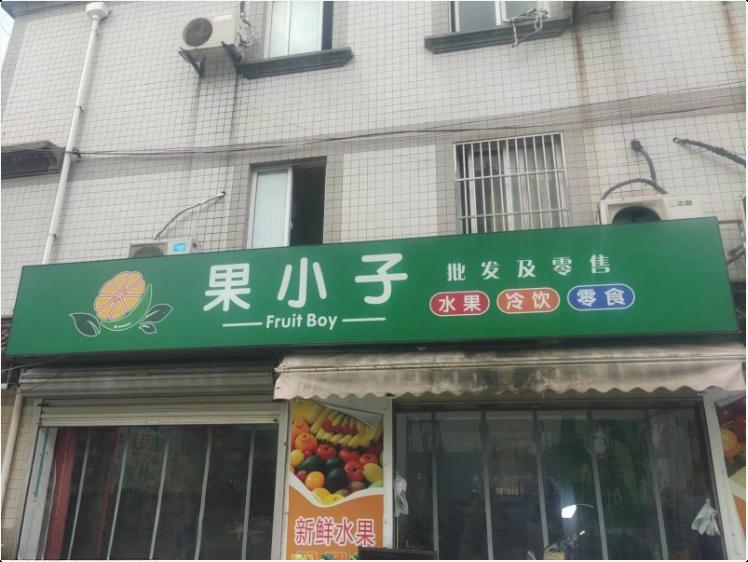 果小子
Fruit Boy
批发及零售
水果 冷饮 零食
新鲜水果